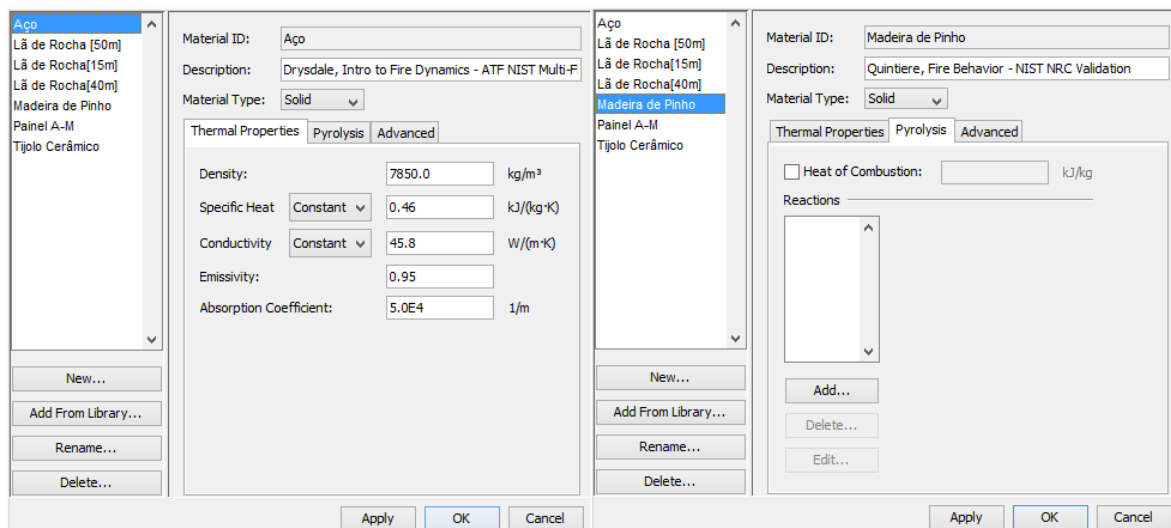 Aço
Lã de Rocha [50m]
Lã de Rocha[15m]
Lã de Rocha[40m]
Madeira de Pinho
Painel A-M
Tijolo Cerâmico
New...
Add From Library...
Rename...
Delete...
Material ID: Aço
Description: Drysdale, Intro to Fire Dynamics - ATF NIST Multi-F
Material Type: Solid
Thermal Properties Pyrolysis Advanced
Density: 7850.0 kg/m³
Specific Heat Constant 0.46 kJ/(kg·K)
Conductivity Constant 45.8 W/(m·K)
Emissivity: 0.95
Absorption Coefficient: 5.0E4 1/m
Apply OK Cancel
Aço
Lã de Rocha [50m]
Lã de Rocha[15m]
Lã de Rocha[40m]
Madeira de Pinho
Painel A-M
Tijolo Cerâmico
New...
Add From Library...
Rename...
Delete...
Material ID: Madeira de Pinho
Description: Quintiere, Fire Behavior - NIST NRC Validation
Material Type: Solid
Thermal Properties Pyrolysis Advanced
Heat of Combustion: kJ/kg
Reactions
Add...
Delete...
Edit...
Apply OK Cancel